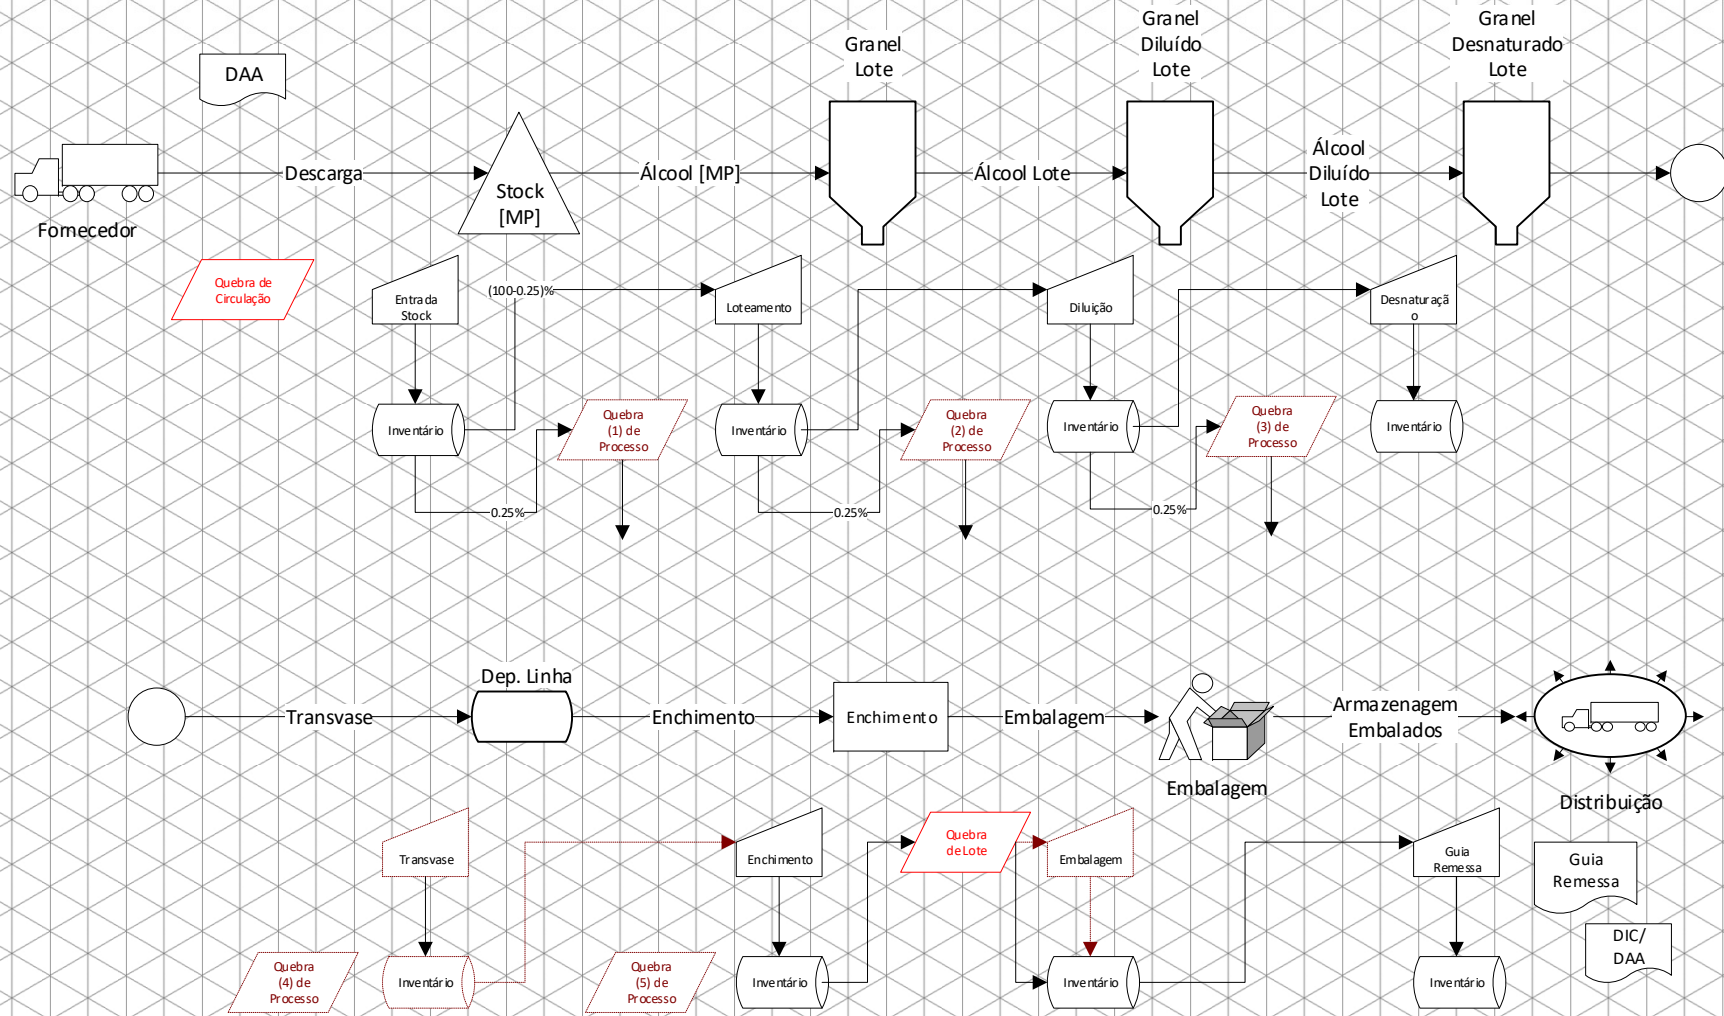 DAA
Granel
Lote
Granel
Diluído
Lote
Granel
Desnaturado
Lote
Fornecedor
Descarga
Stock
[MP]
Álcool [MP]
Álcool Lote
Álcool
Diluído
Lote
Quebra de
Circulação
Entrada
Stock
(100-0.25)%
Loteamento
Diluição
Desnaturaçã
o
Inventário
Quebra
(1) de
Processo
Inventário
Quebra
(2) de
Processo
Inventário
Quebra
(3) de
Processo
Inventário
0.25%
0.25%
0.25%
Transvase
Dep. Linha
Enchimento
Enchimento
Embalagem
Embalagem
Armazenagem
Embalados
Distribuição
Transvase
Enchimento
Quebra
de Lote
Embalagem
Guia
Remessa
Guia
Remessa
Quebra
(4) de
Processo
Inventário
Quebra
(5) de
Processo
Inventário
Inventário
Inventário
DIC/
DAA